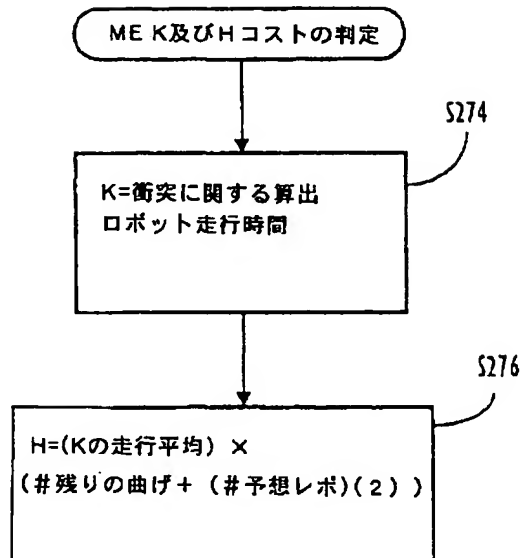 ME K及びHコストの判定
S274
K=衝突に関する算出
ロボット走行時間
S276
H=(Kの走行平均) ×
(#残りの曲げ+ (#予想レポ)(2) )